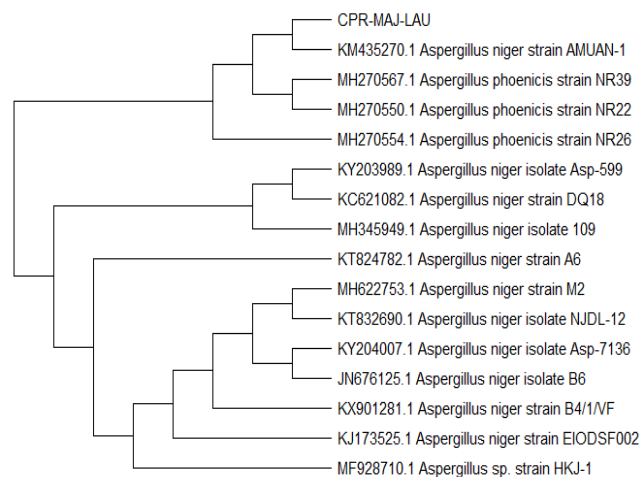 CPR-MAJ-LAU
KM435270.1 Aspergillus niger strain AMUAN-1
MH270567.1 Aspergillus phoenicis strain NR39
MH270550.1 Aspergillus phoenicis strain NR22
MH270554.1 Aspergillus phoenicis strain NR26
KY203989.1 Aspergillus niger isolate Asp-599
KC621082.1 Aspergillus niger strain DQ18
MH345949.1 Aspergillus niger isolate 109
KT824782.1 Aspergillus niger strain A6
MH622753.1 Aspergillus niger strain M2
KT832690.1 Aspergillus niger isolate NJDL-12
KY204007.1 Aspergillus niger isolate Asp-7136
JN676125.1 Aspergillus niger isolate B6
KX901281.1 Aspergillus niger strain B4/1/VF
KJ173525.1 Aspergillus niger strain EIODSF002
MF928710.1 Aspergillus sp. strain HKJ-1